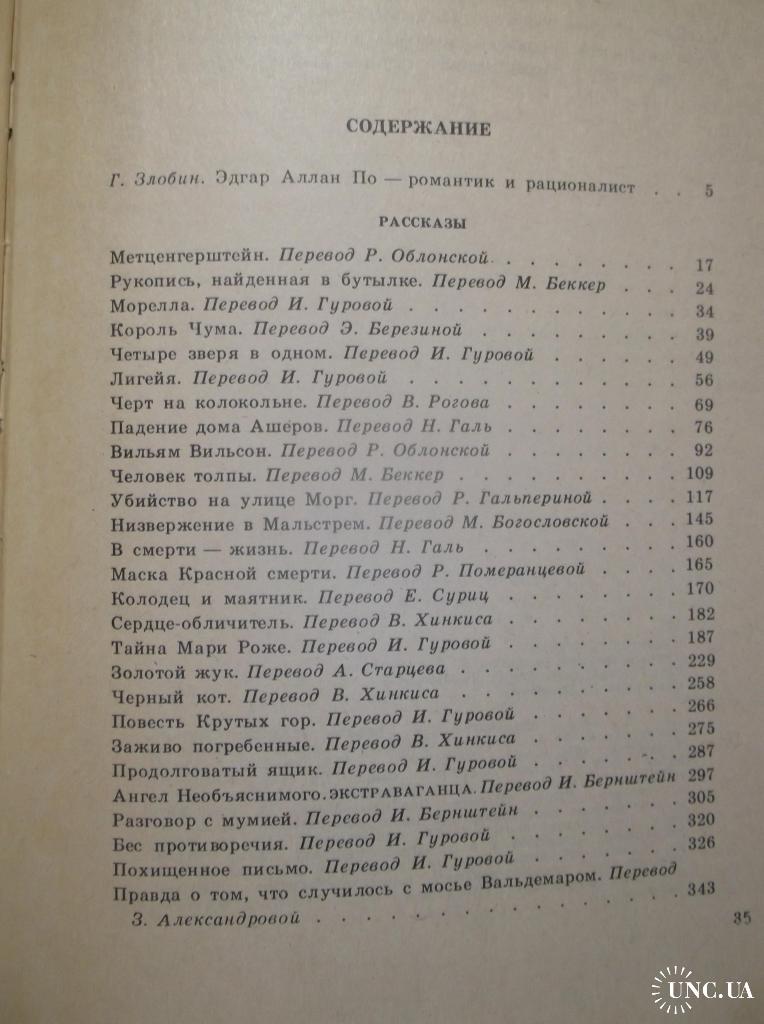 СОДЕРЖАНИЕ
Г. Злобин. Эдгар Аллан По — романтик и рационалист . . 5
РАССКАЗЫ
Метценгерштейн. Перевод Р. Облонской . . . . . . . . 17
Рукопись, найденная в бутылке. Перевод М. Беккер . . . 24
Морелла. Перевод И. Гуровой . . . . . . . . . . . . 34
Король Чума. Перевод Э. Березиной . . . . . . . . . 39
Четыре зверя в одном. Перевод И. Гуровой . . . . . . 49
Лигейя. Перевод И. Гуровой . . . . . . . . . . . . 56
Черт на колокольне. Перевод В. Рогова . . . . . . . . 69
Падение дома Ашеров. Перевод Н. Галь . . . . . . . . 76
Вильям Вильсон. Перевод Р. Облонской . . . . . . . . 92
Человек толпы. Перевод М. Беккер . . . . . . . . . . 109
Убийство на улице Морг. Перевод Р. Гальпериной . . . . 117
Низвержение в Мальстрем. Перевод М. Богословской . . . 145
В смерти — жизнь. Перевод Н. Галь . . . . . . . . . 160
Маска Красной смерти. Перевод Р. Померанцевой . . . . 165
Колодец и маятник. Перевод Е. Суриц . . . . . . . . 170
Сердце-обличитель. Перевод В. Хинкиса . . . . . . . . 182
Тайна Мари Роже. Перевод И. Гуровой . . . . . . . . 187
Золотой жук. Перевод А. Старцева . . . . . . . . . . 229
Черный кот. Перевод В. Хинкиса . . . . . . . . . . 258
Повесть Крутых гор. Перевод И. Гуровой . . . . . . . 266
Заживо погребенные. Перевод В. Хинкиса . . . . . . . 275
Продолговатый ящик. Перевод И. Гуровой . . . . . . . 287
Ангел Необъяснимого. ЭКСТРАВАГАНЦА. Перевод И. Бернштейн 297
Разговор с мумией. Перевод И. Бернштейн . . . . . . . 305
Бес противоречия. Перевод И. Гуровой . . . . . . . . 320
Похищенное письмо. Перевод И. Гуровой . . . . . . . 326
Правда о том, что случилось с мосье Вальдемаром. Перевод
З. Александровой . . . . . . . . . . . . . . . 343
35
UNC.UA